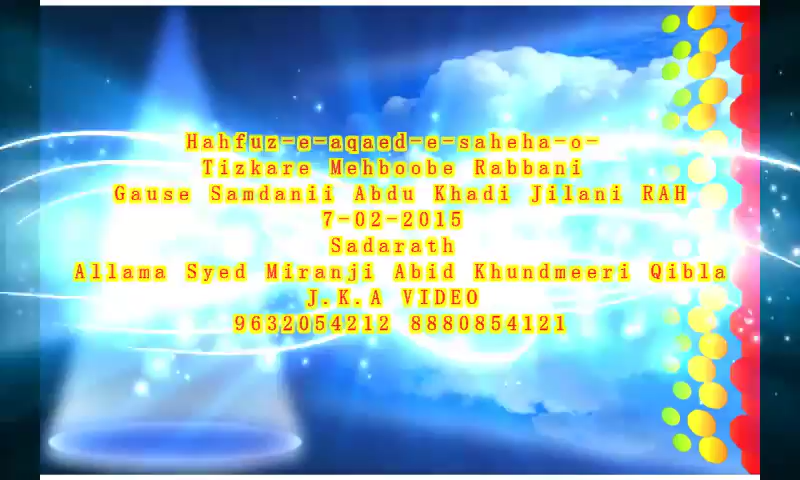 Hahfuz-e-aqaed-e-saheha-o-
Tizkare Mehboobe Rabbani
Gause Samdanii Abdu Khadi Jilani RAH
7-02-2015
Sadarath
Allama Syed Miranji Abid Khundmeeri Qibla
J.K.A VIDEO
9632054212 8880854121